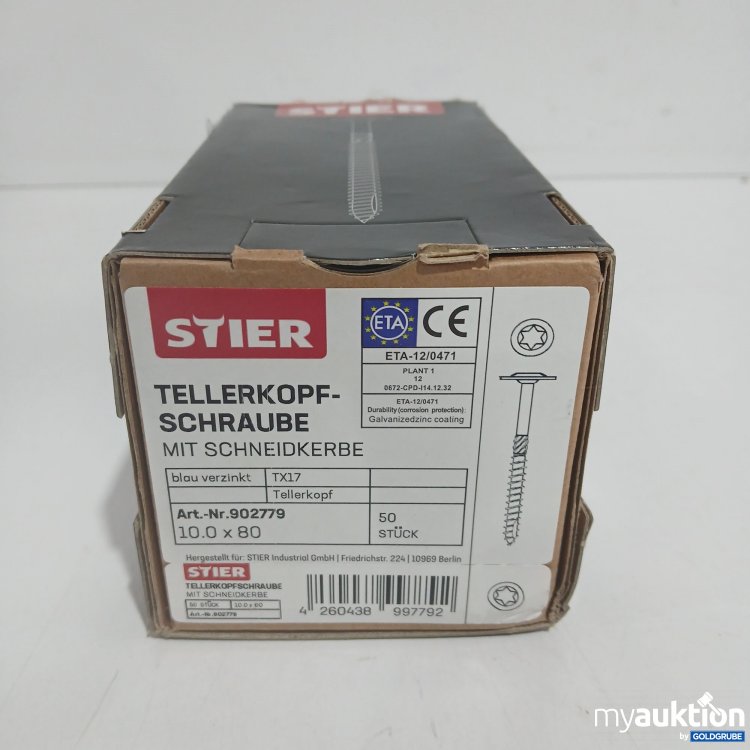 STIER
STIER
ETA
CE
ETA-12/0471
PLANT 1
12
0672-CPD-I14.12.32
ETA-12/0471
Durability (corrosion protection):
Galvanizedzinc coating
TELLERKOPF-
SCHRAUBE
MIT SCHNEIDKERBE
blau verzinkt TX17
Tellerkopf
Art.-Nr.902779
10.0 x 80
50
STÜCK
Hergestellt für: STIER Industrial GmbH | Friedrichstr. 224 | 10969 Berlin
STIER
TELLERKOPFSCHRAUBE
MIT SCHNEIDKERBE
50 STÜCK 10.0 x 80
Art.-Nr.902779
4 260438 997792
myauktion
by GOLDGRUBE